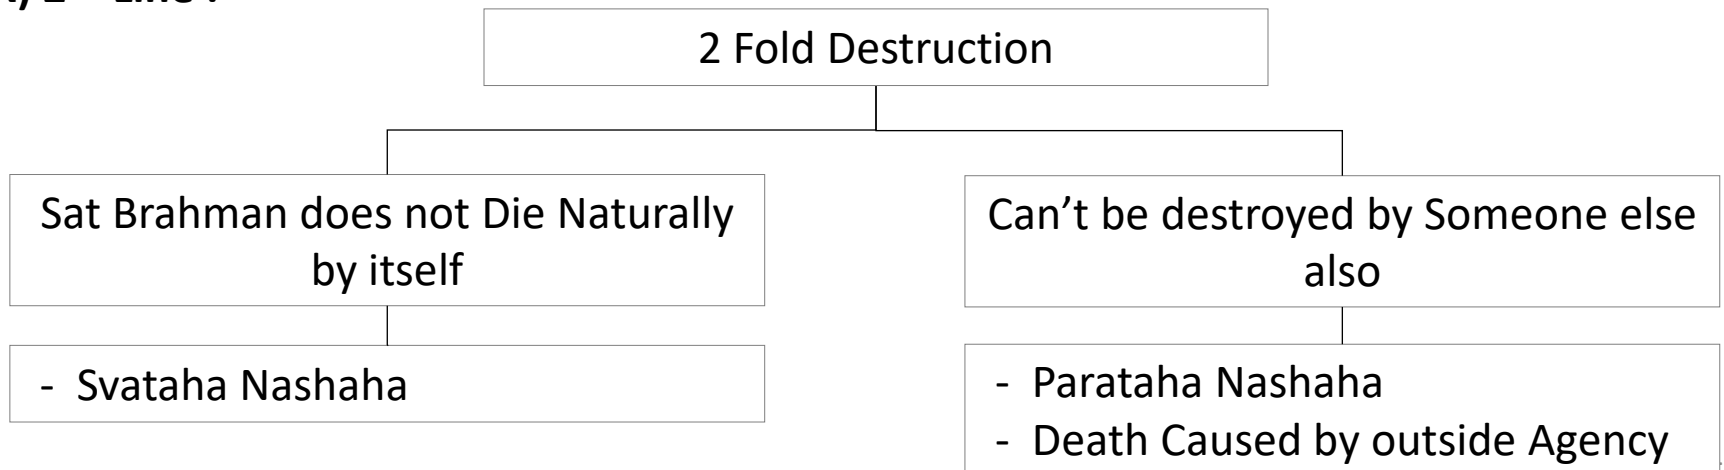 2 Fold Destruction
Sat Brahman does not Die Naturally
by itself
Can’t be destroyed by Someone else
also
- Svataha Nashaha
- Parataha Nashaha
- Death Caused by outside Agency